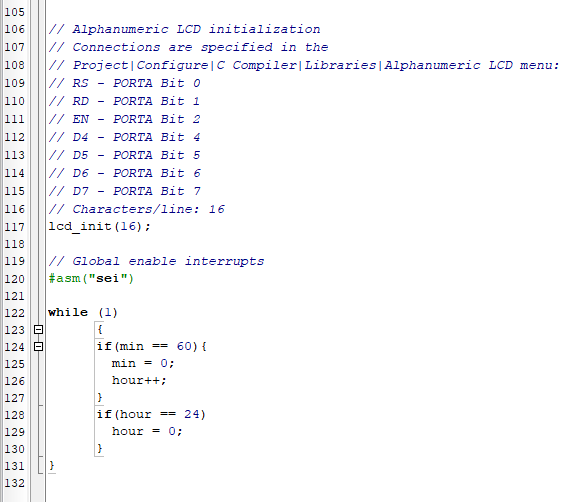 105
106 // Alphanumeric LCD initialization
107 // Connections are specified in the
108 // Project|Configure|C Compiler|Libraries|Alphanumeric LCD menu:
109 // RS - PORTA Bit 0
110 // RD - PORTA Bit 1
111 // EN - PORTA Bit 2
112 // D4 - PORTA Bit 4
113 // D5 - PORTA Bit 5
114 // D6 - PORTA Bit 6
115 // D7 - PORTA Bit 7
116 // Characters/line: 16
117 lcd_init(16);
118
119 // Global enable interrupts
120 #asm("sei")
121
122 while (1)
123 {
124 if(min == 60){
125 min = 0;
126 hour++;
127 }
128 if(hour == 24)
129 hour = 0;
130 }
131 }
132